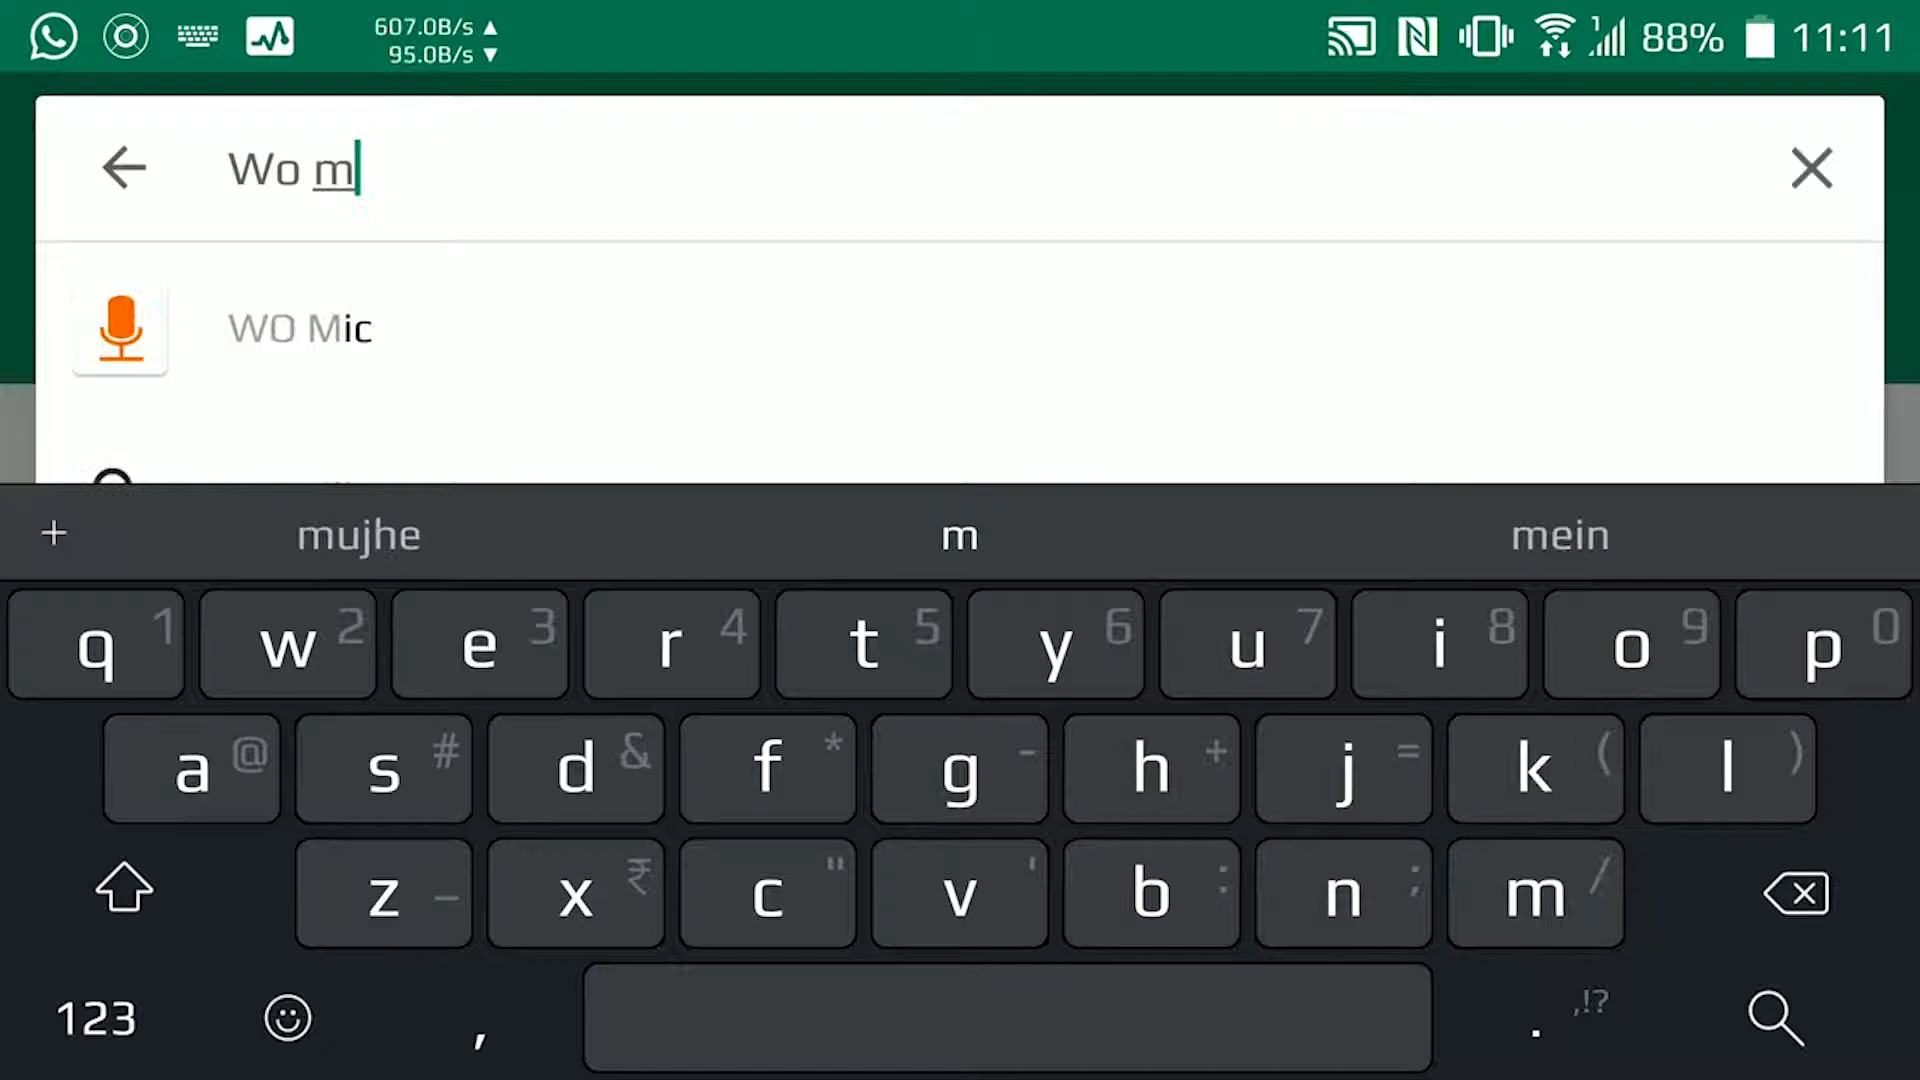 607.0B/s ▲
95.0B/s ▼
88% 11:11
Wo m
WO Mic
+ mujhe m mein
q 1 w 2 e 3 r 4 t 5 y 6 u 7 i 8 o 9 p 0
a @ s # d & f * g - h + j = k ( l )
z _ x ₹ c " v ' b : n ; m /
123 , . ,!?